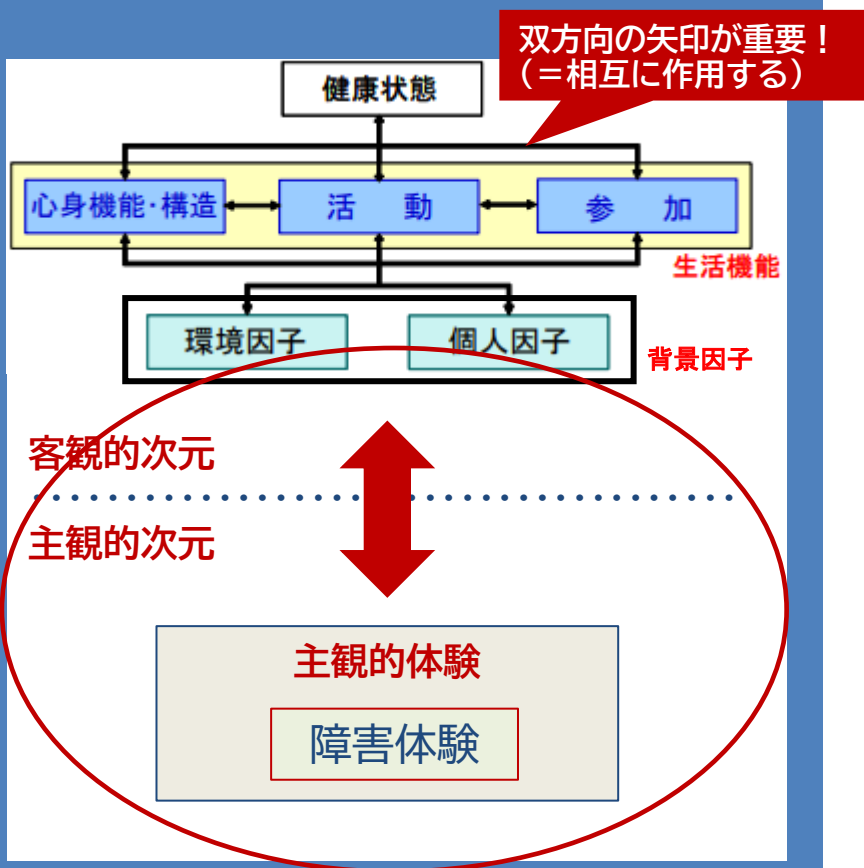 双方向の矢印が重要！
（＝相互に作用する）
健康状態
心身機能・構造
活　動
参　加
生活機能
環境因子
個人因子
背景因子
客観的次元
主観的次元
主観的体験
障害体験